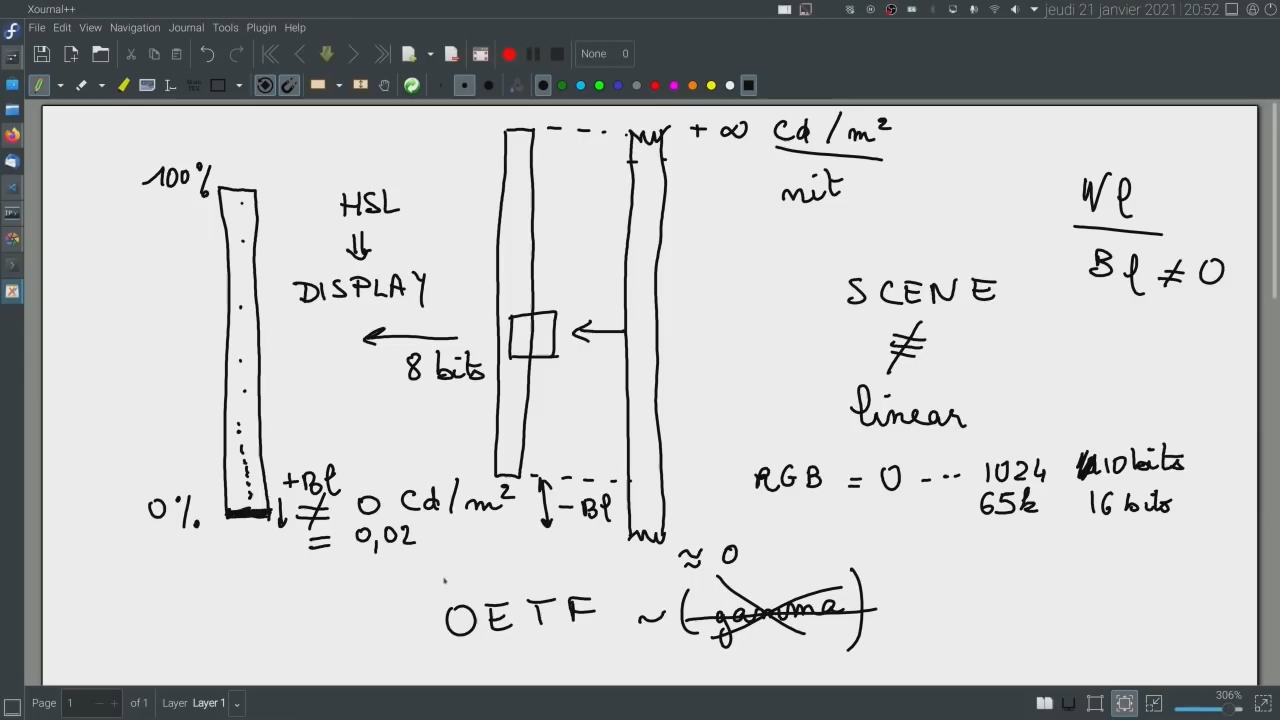 Xournal++
jeudi 21 janvier 2021
20:52
File Edit View Navigation Journal Tools Plugin Help
None 0
+ ∞ Cd/m²
nit
100%
HSL
⇓
DISPLAY
←
8 bits
←
Wl
Bl ≠ 0
SCENE
≠
linear
RGB = 0 --- 1024 10 bits
65k 16 bits
+Bl
0%. ≠ 0 Cd/m²
= 0,02
- Bl
≈ 0
OETF ~ (gamma)
Page 1 of 1 Layer Layer 1
306%